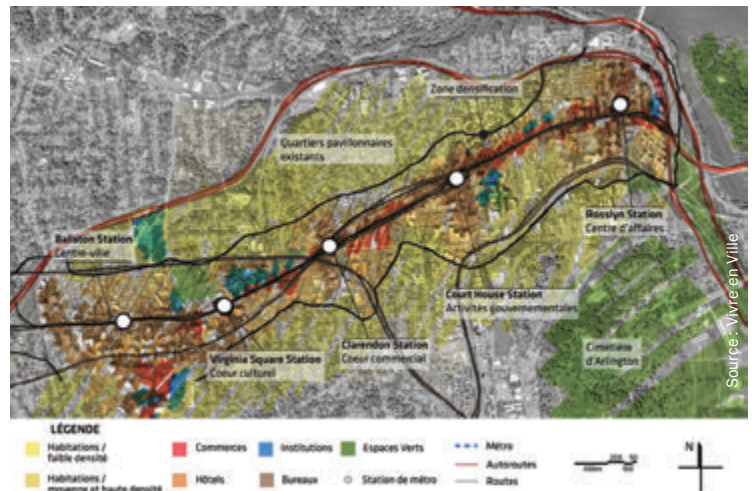 Zone densification
Quartiers pavillonnaires
existants
Ballston Station
Centre-ville
Rosslyn Station
Centre d'affaires
Court House Station
Activités gouvernementales
Clarendon Station
Coeur commercial
Virginia Square Station
Coeur culturel
Cimetière
d'Arlington
Source : Vivre en Ville
LÉGENDE
Habitations /
faible densité
Commerces
Institutions
Espaces Verts
Métro
Autoroutes
Habitations /
moyenne et haute densité
Hôtels
Bureaux
Station de métro
Routes
N